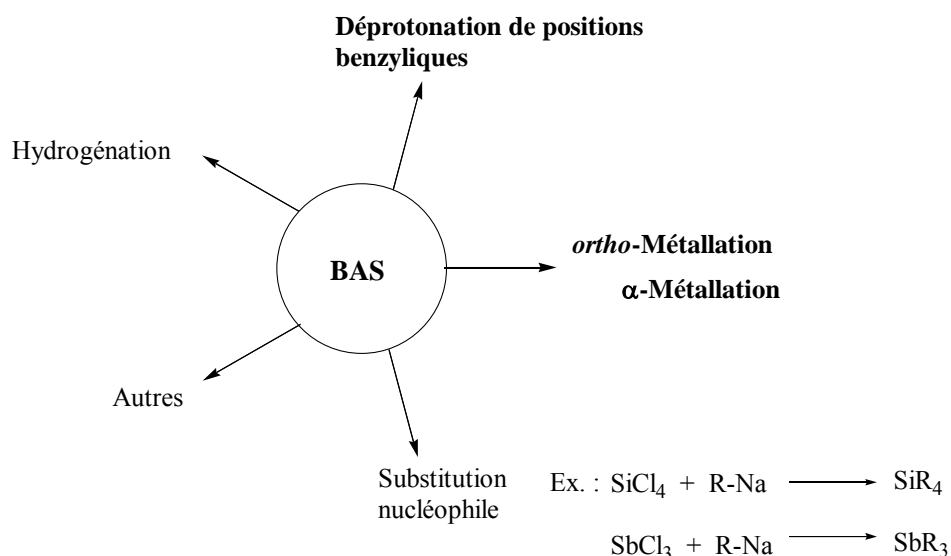 Déprotonation de positions
benzyliques
Hydrogénation
BAS
ortho-Métallation
α-Métallation
Autres
Substitution
nucléophile
Ex. : SiCl4 + R-Na SiR4
SbCl3 + R-Na SbR3